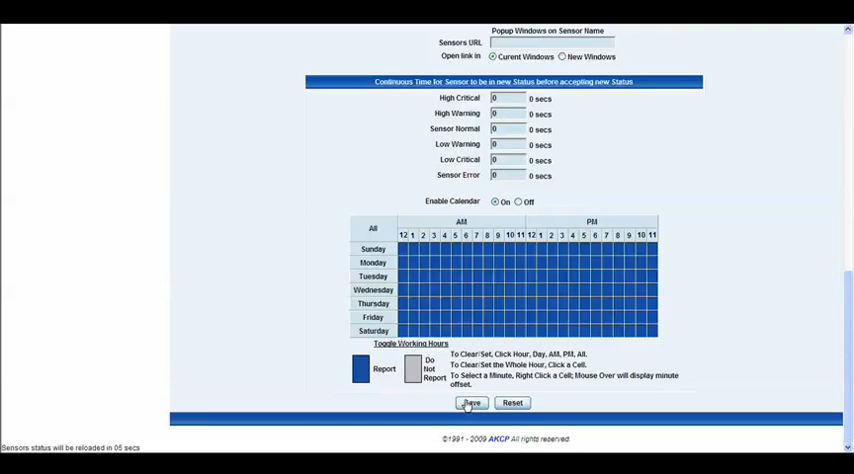 Popup Windows on Sensor Name
Sensors URL
Open link in Curent Windows New Windows
Continuous Time for Sensor to be in new Status before accepting new Status
High Critical 0 0 secs
High Warning 0 0 secs
Sensor Normal 0 0 secs
Low Warning 0 0 secs
Low Critical 0 0 secs
Sensor Error 0 0 secs
Enable Calendar On Off
All AM PM
12 1 2 3 4 5 6 7 8 9 10 11 12 1 2 3 4 5 6 7 8 9 10 11
Sunday
Monday
Tuesday
Wednesday
Thursday
Friday
Saturday
Toggle Working Hours
Report
Do
Not
Report
To Clear/Set, Click Hour, Day, AM, PM, All.
To Clear/Set the Whole Hour, Click a Cell.
To Select a Minute, Right Click a Cell; Mouse Over will display minute
offset.
Save Reset
©1991 - 2009 AKCP All rights reserved.
Sensors status will be reloaded in 05 secs